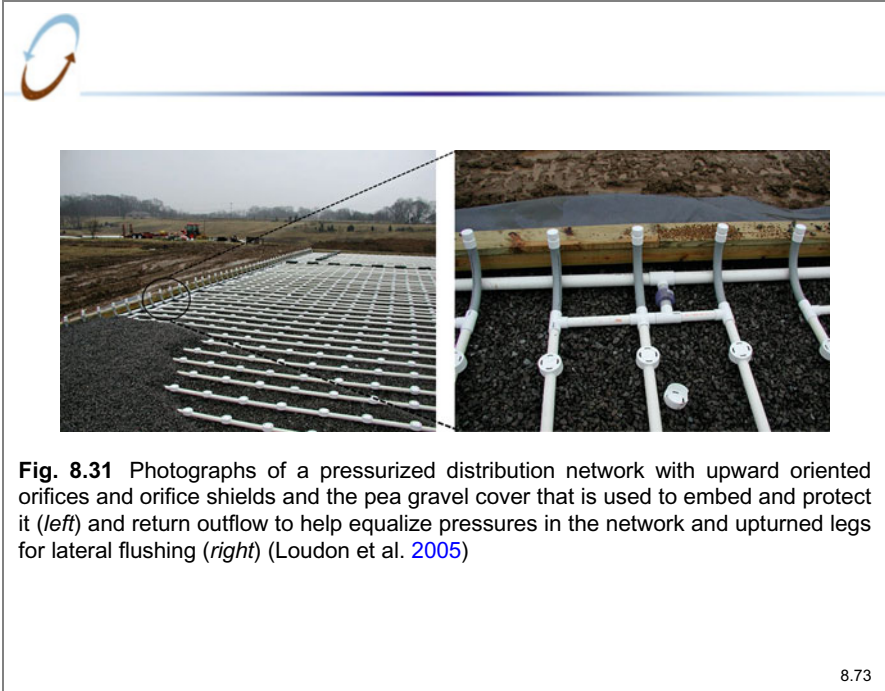 Fig. 8.31 Photographs of a pressurized distribution network with upward oriented
orifices and orifice shields and the pea gravel cover that is used to embed and protect
it (left) and return outflow to help equalize pressures in the network and upturned legs
for lateral flushing (right) (Loudon et al. 2005)
8.73